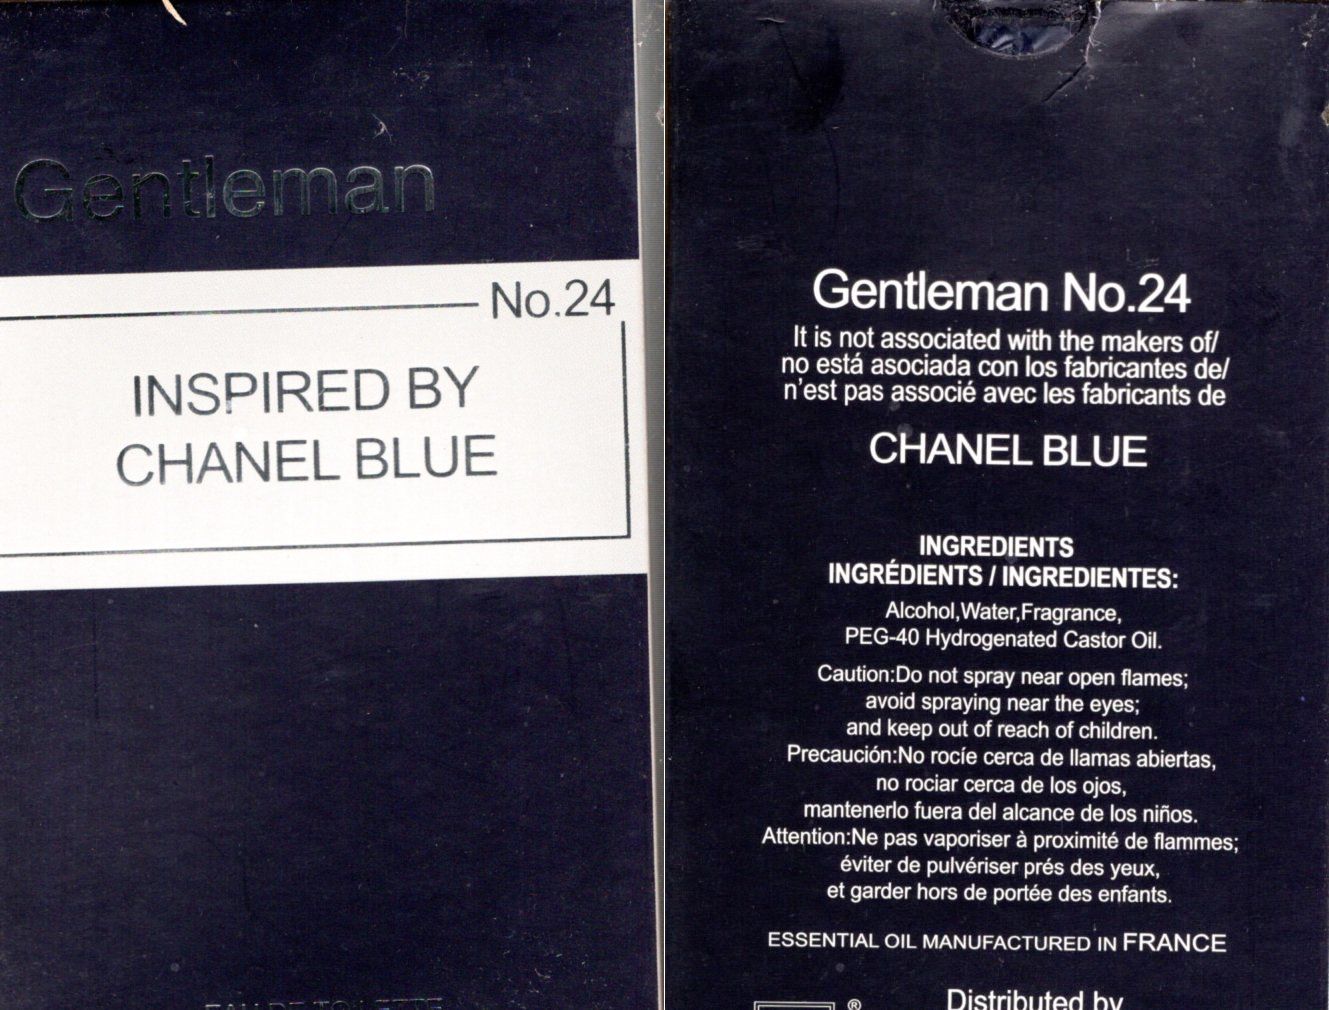 Gentleman
No.24
INSPIRED BY
CHANEL BLUE
EAU DE TOILETTE
Gentleman No.24
It is not associated with the makers of/
no está asociada con los fabricantes de/
n'est pas associé avec les fabricants de
CHANEL BLUE
INGREDIENTS
INGRÉDIENTS / INGREDIENTES:
Alcohol,Water,Fragrance,
PEG-40 Hydrogenated Castor Oil.
Caution:Do not spray near open flames;
avoid spraying near the eyes;
and keep out of reach of children.
Precaución:No rocíe cerca de llamas abiertas,
no rociar cerca de los ojos,
mantenerlo fuera del alcance de los niños.
Attention:Ne pas vaporiser à proximité de flammes;
éviter de pulvériser prés des yeux,
et garder hors de portée des enfants.
ESSENTIAL OIL MANUFACTURED IN FRANCE
®
Distributed by